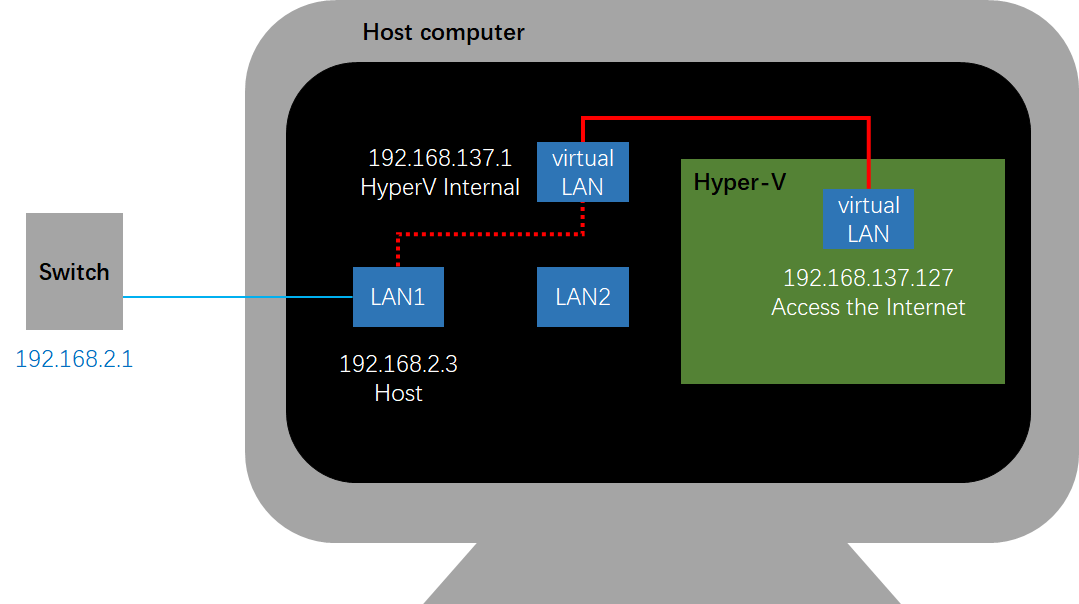 Host computer
192.168.137.1
HyperV Internal
virtual
LAN
Hyper-V
virtual
LAN
192.168.137.127
Access the Internet
Switch
192.168.2.1
LAN1
LAN2
192.168.2.3
Host